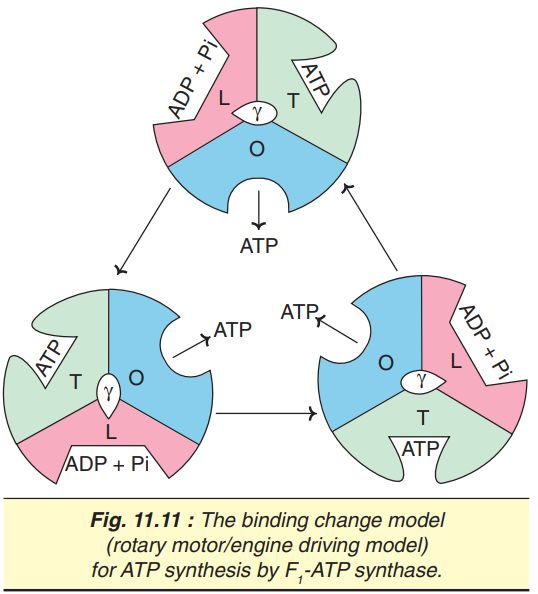 ADP + Pi
L
γ
T
ATP
O
ATP
T
ATP
γ
O
ATP
L
ADP + Pi
ATP
O
γ
L
ADP + Pi
T
ATP
Fig. 11.11 : The binding change model
(rotary motor/engine driving model)
for ATP synthesis by F₁-ATP synthase.